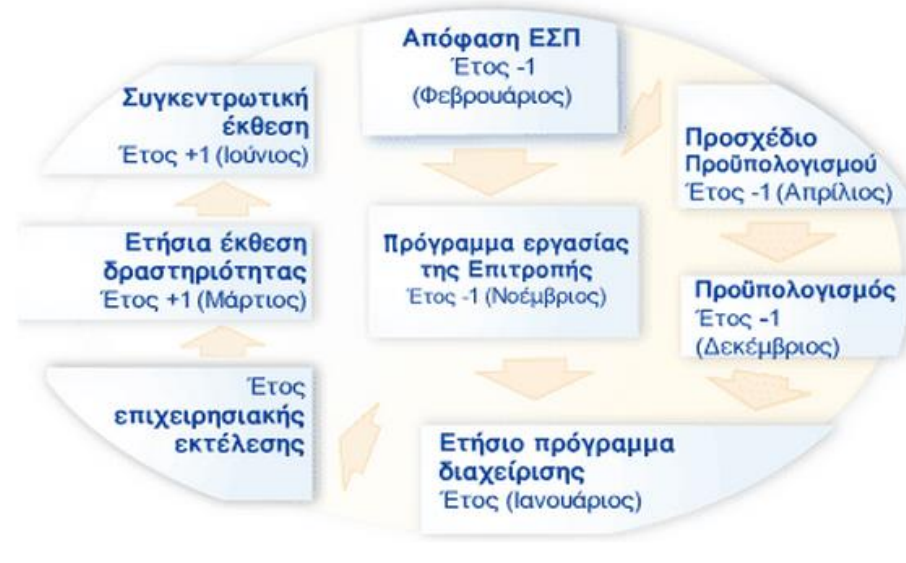 Απόφαση ΕΣΠ
Έτος -1
(Φεβρουάριος)
Προσχέδιο
Προϋπολογισμού
Έτος -1 (Απρίλιος)
Προϋπολογισμός
Έτος -1
(Δεκέμβριος)
Πρόγραμμα εργασίας
της Επιτροπής
Έτος -1 (Νοέμβριος)
Ετήσιο πρόγραμμα
διαχείρισης
Έτος (Ιανουάριος)
Έτος
επιχειρησιακής
εκτέλεσης
Ετήσια έκθεση
δραστηριότητας
Έτος +1 (Μάρτιος)
Συγκεντρωτική
έκθεση
Έτος +1 (Ιούνιος)